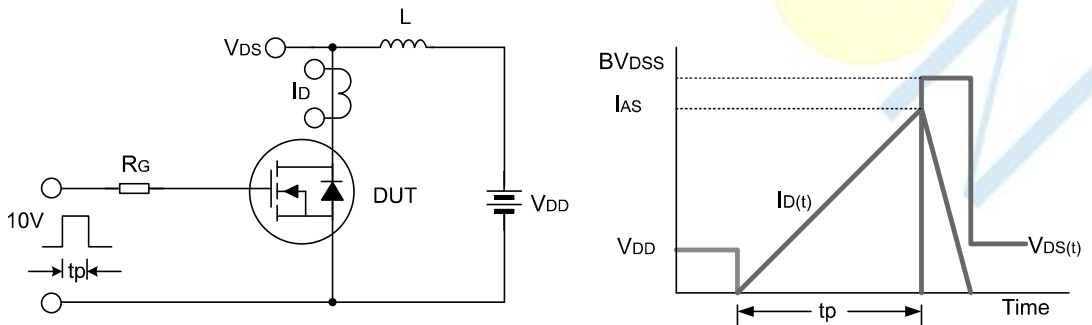 L
VDS
ID
RG
DUT
VDD
10V
tp
BVDSS
IAS
ID(t)
VDD
VDS(t)
tp
Time